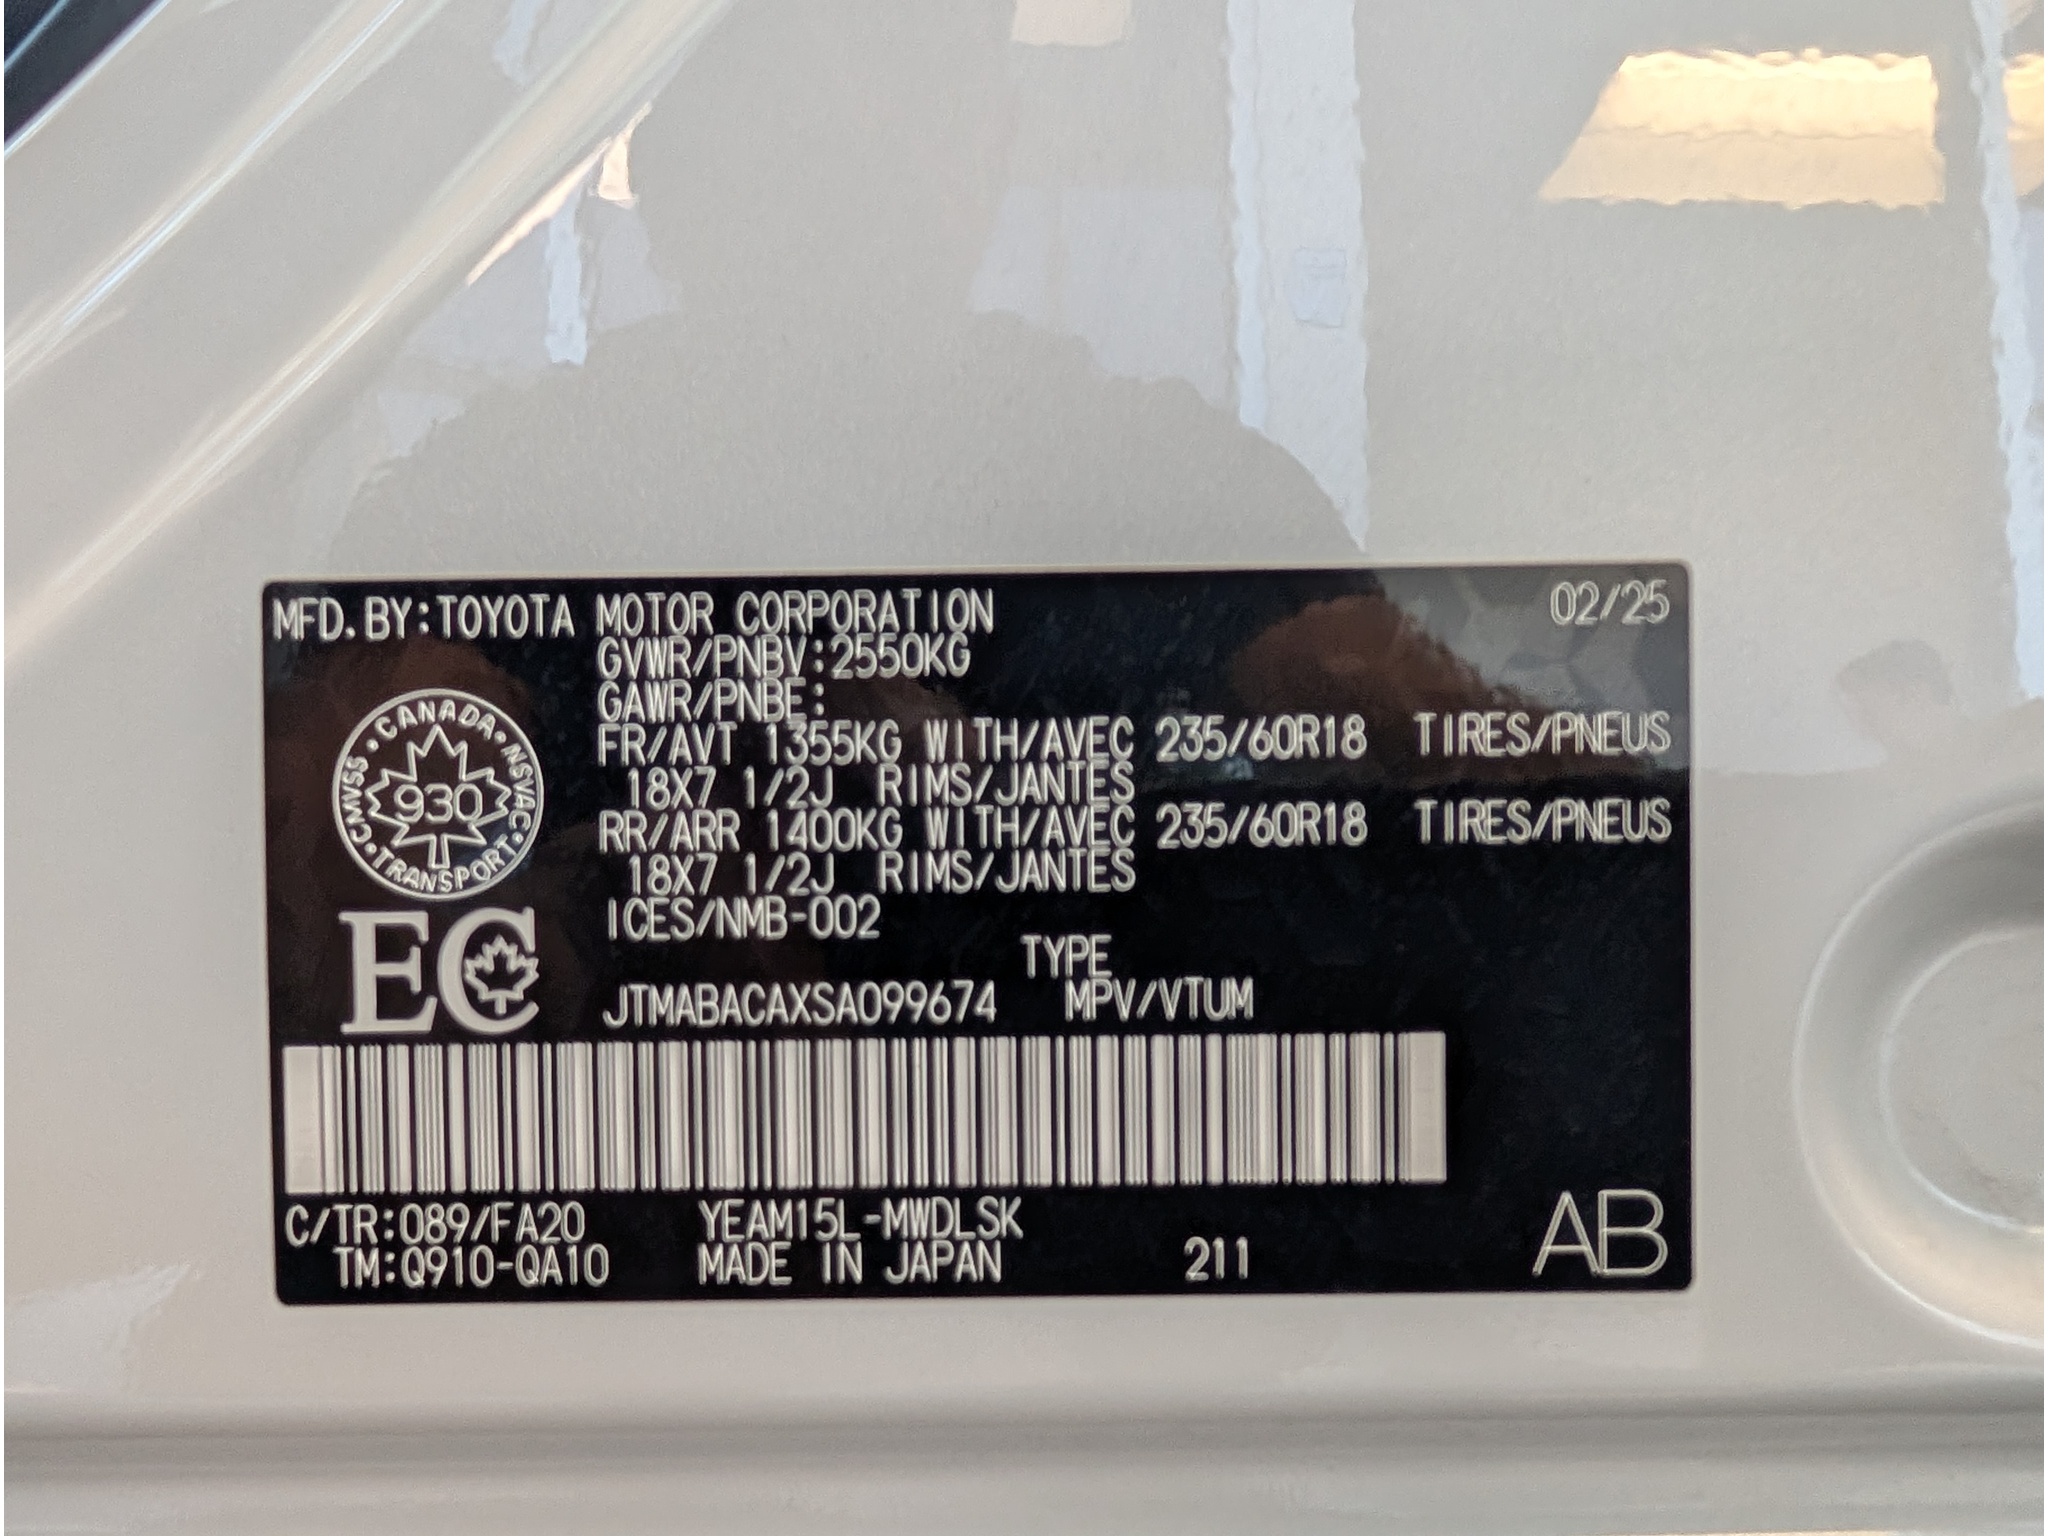 MFD.BY:TOYOTA MOTOR CORPORATION 02/25
GVWR/PNBV:2550KG
GAWR/PNBE:
FR/AVT 1355KG WITH/AVEC 235/60R18 TIRES/PNEUS
18X7 1/2J RIMS/JANTES
RR/ARR 1400KG WITH/AVEC 235/60R18 TIRES/PNEUS
18X7 1/2J RIMS/JANTES
ICES/NMB-002
CANADA • NSVAC • TRANSPORT • CMVSS •
930
EC
TYPE
JTMABACAXSA099674 MPV/VTUM
C/TR:089/FA20 YEAM15L-MWDLSK
TM:Q910-QA10 MADE IN JAPAN 211 AB